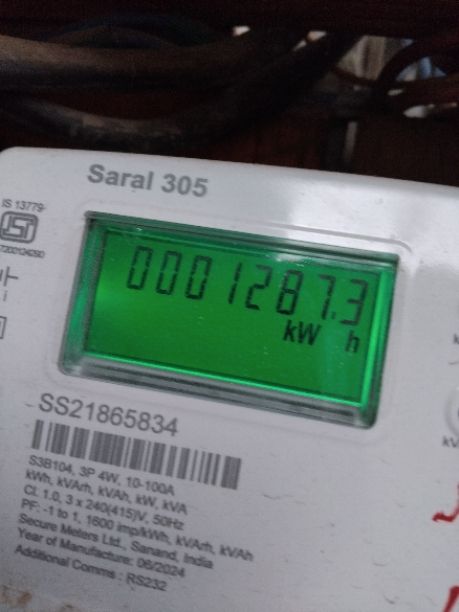 Saral 305
IS 13779
0001287.3
kW h
SS21865834
S3B104, 3P 4W, 10-100A
kWh, kVArh, kVAh, kW, kVA
Cl. 1.0, 3 x 240(415)V, 50Hz
PF: -1 to 1, 1600 imp/kWh, kVArh, kVAh
Secure Meters Ltd., Sanand, India
Year of Manufacture: 06/2024
Additional Comms : RS232